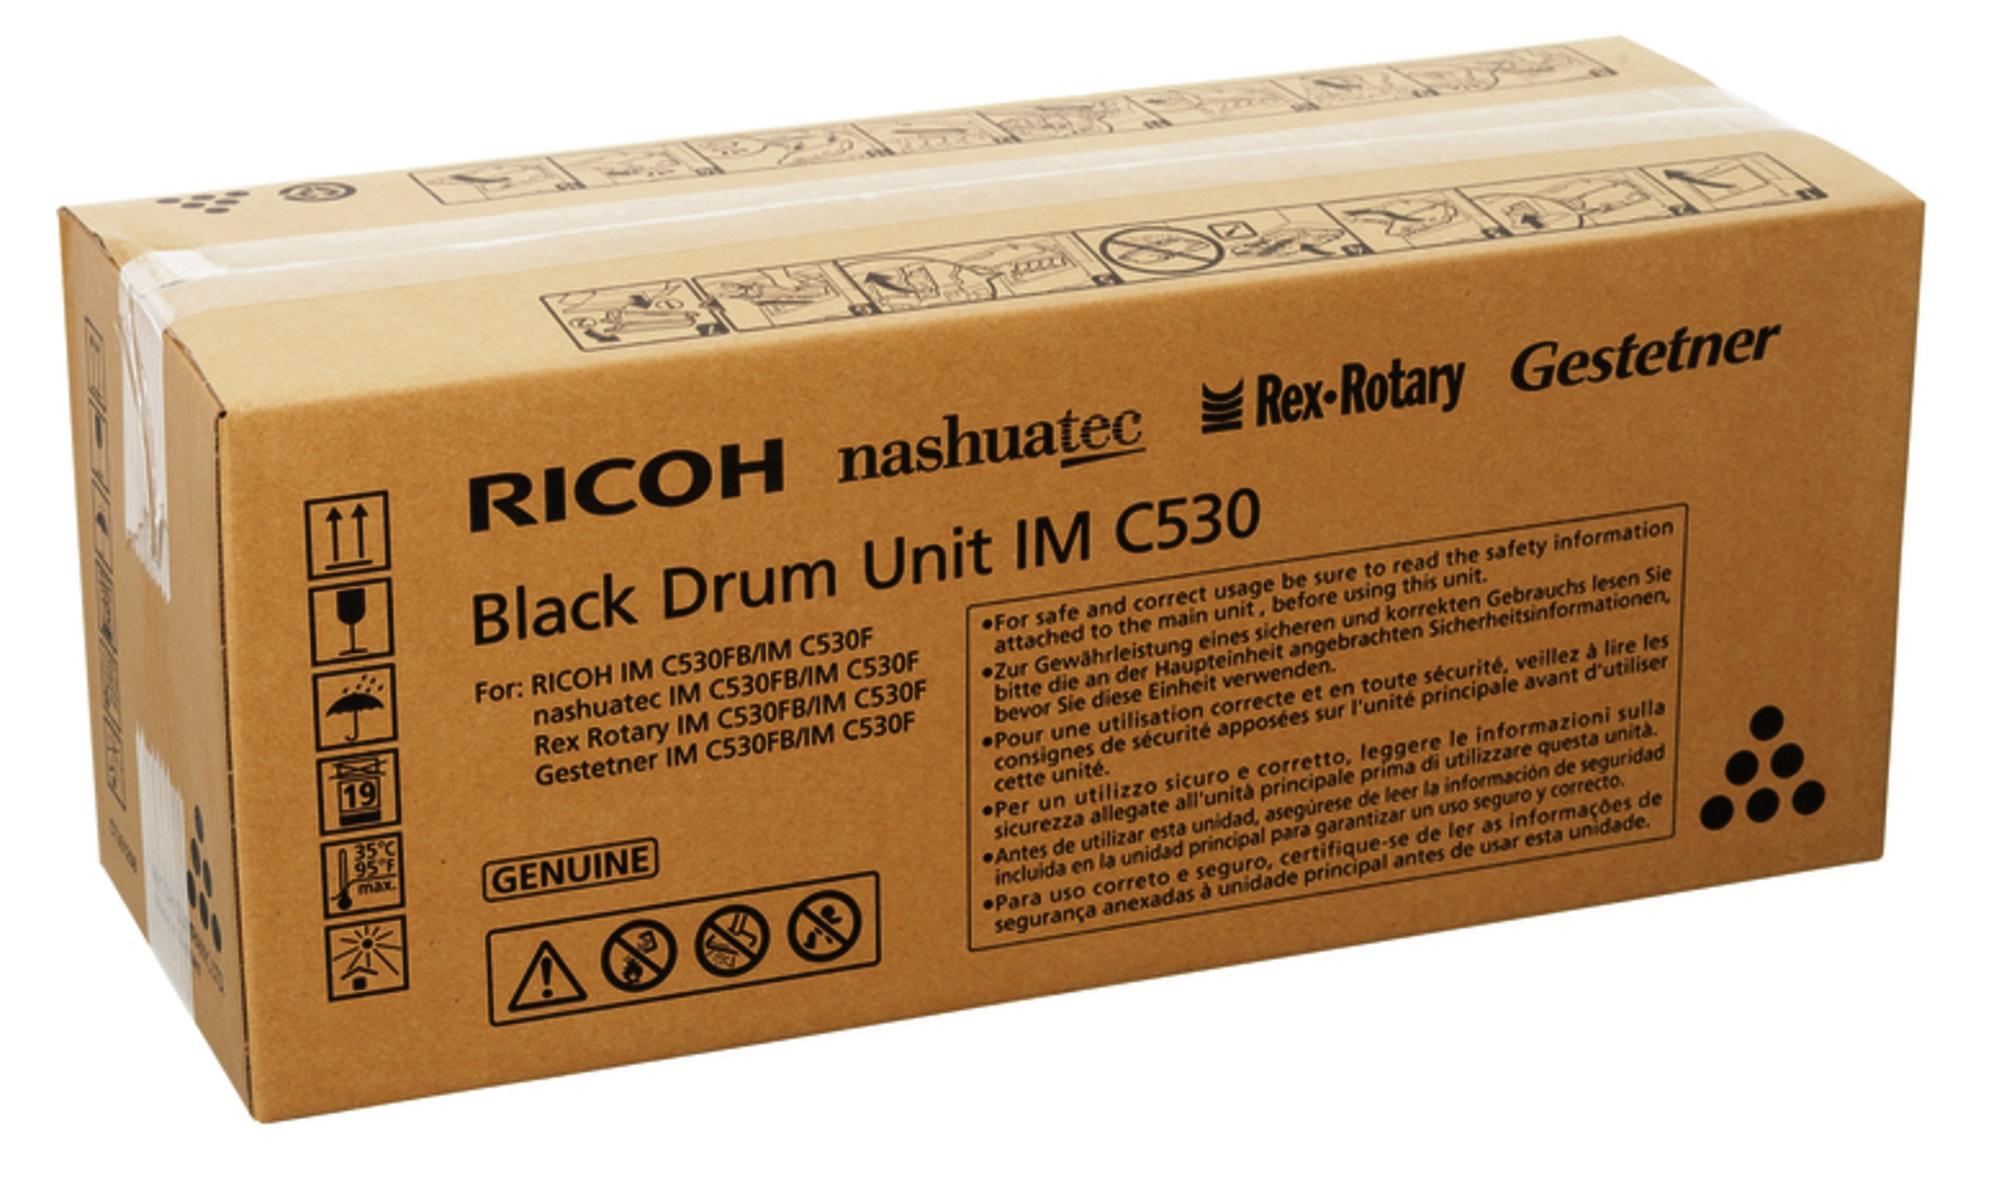 RICOH nashuatec Rex•Rotary Gestetner
Black Drum Unit IM C530
For: RICOH IM C530FB/IM C530F
nashuatec IM C530FB/IM C530F
Rex Rotary IM C530FB/IM C530F
Gestetner IM C530FB/IM C530F
GENUINE
19
35°C
95°F
max.
•For safe and correct usage be sure to read the safety information
attached to the main unit, before using this unit.
•Zur Gewährleistung eines sicheren und korrekten Gebrauchs lesen Sie
bitte die an der Haupteinheit angebrachten Sicherheitsinformationen,
bevor Sie diese Einheit verwenden.
•Pour une utilisation correcte et en toute sécurité, veillez à lire les
consignes de sécurité apposées sur l'unité principale avant d'utiliser
cette unité.
•Per un utilizzo sicuro e corretto, leggere le informazioni sulla
sicurezza allegate all'unità principale prima di utilizzare questa unità.
•Antes de utilizar esta unidad, asegúrese de leer la información de seguridad
incluida en la unidad principal para garantizar un uso seguro y correcto.
•Para uso correto e seguro, certifique-se de ler as informações de
segurança anexadas à unidade principal antes de usar esta unidade.